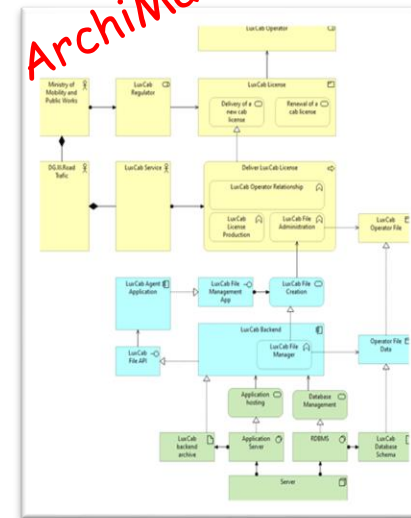 ArchiMa
LuxCab Operator
Ministry of
Mobility and
Public Works
LuxCab
Regulator
LuxCab License
Delivery of a
new cab
license
Renewal of a
cab license
DG.III.Road
Trafic
LuxCab Service
Deliver LuxCab License
LuxCab Operator Relationship
LuxCab
License
Production
LuxCab File
Administration
LuxCab
Operator File
LuxCab Agent
Application
LuxCab File
Management
App
LuxCab File
Creation
LuxCab Backend
LuxCab File
Manager
Operator File
Data
LuxCab
File API
Application
hosting
Database
Management
LuxCab
backend
archive
Application
Server
RDBMS
LuxCab
Database
Schema
Server